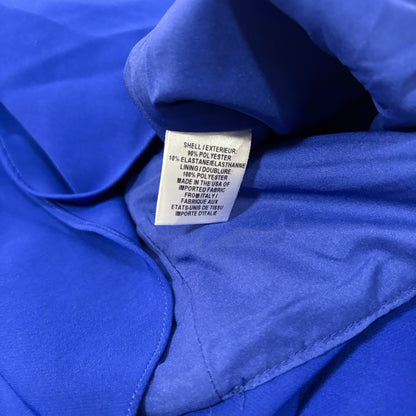 SHELL / EXTERIEUR:
90% POLYESTER
10% ELASTANE/ELASTHANNE
LINING / DOUBLURE
100% POLYESTER
MADE IN THE USA OF
IMPORTED FABRIC
FROM ITALY /
FABRIQUE AUX
ETATS-UNIS DE TISSU
IMPORTE D'ITALIE